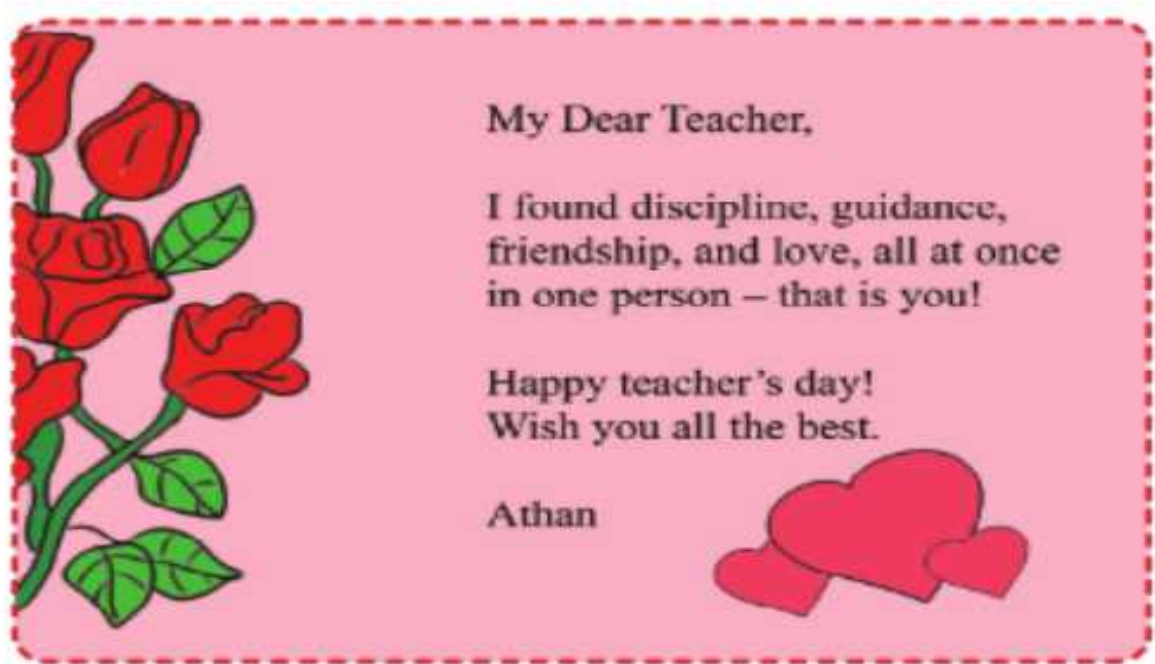 My Dear Teacher,
I found discipline, guidance,
friendship, and love, all at once
in one person – that is you!
Happy teacher's day!
Wish you all the best.
Athan